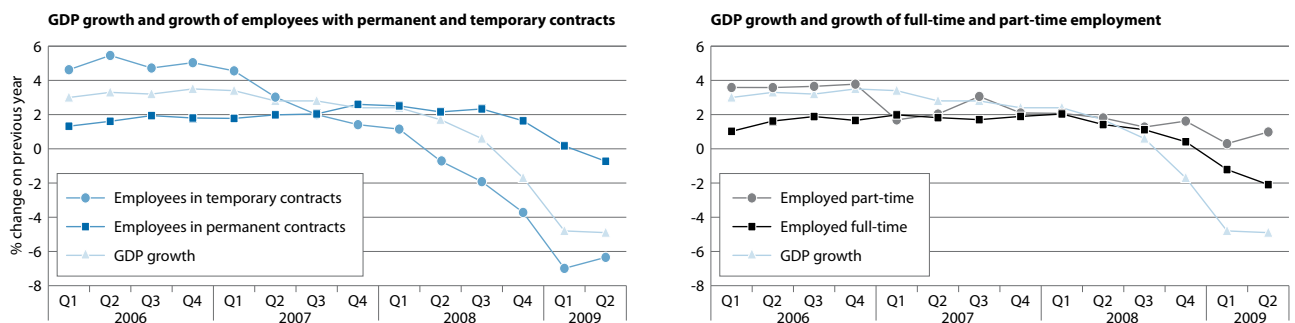 GDP growth and growth of employees with permanent and temporary contracts
% change on previous year
6
4
2
0
-2
-4
-6
-8
Employees in temporary contracts
Employees in permanent contracts
GDP growth
Q1 Q2 Q3 Q4 Q1 Q2 Q3 Q4 Q1 Q2 Q3 Q4 Q1 Q2
2006 2007 2008 2009
GDP growth and growth of full-time and part-time employment
6
4
2
0
-2
-4
-6
-8
Employed part-time
Employed full-time
GDP growth
Q1 Q2 Q3 Q4 Q1 Q2 Q3 Q4 Q1 Q2 Q3 Q4 Q1 Q2
2006 2007 2008 2009